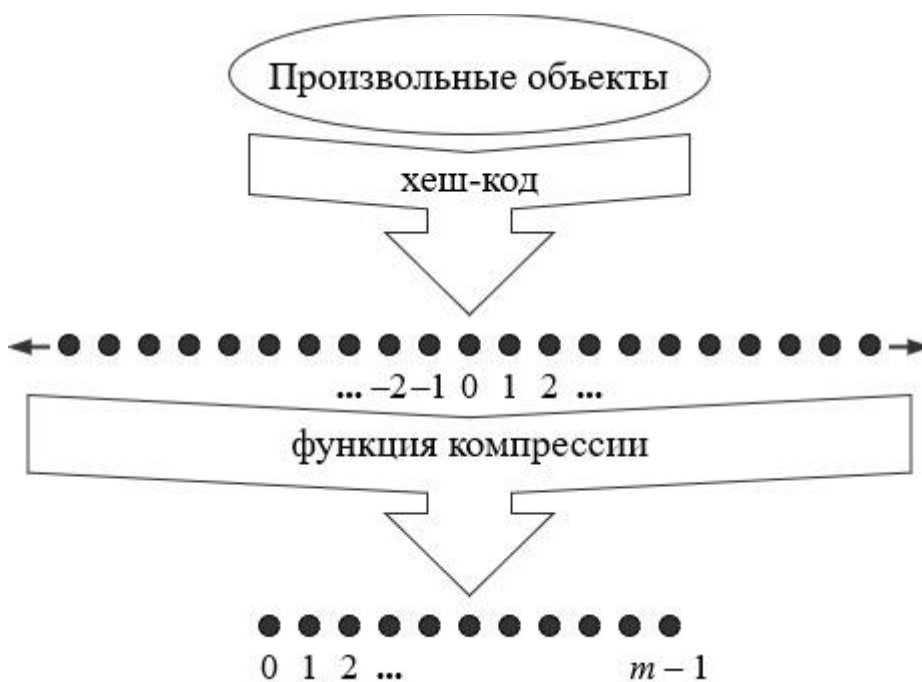 Произвольные объекты
хеш-код
... –2 –1 0 1 2 ...
функция компрессии
0 1 2 ... m – 1